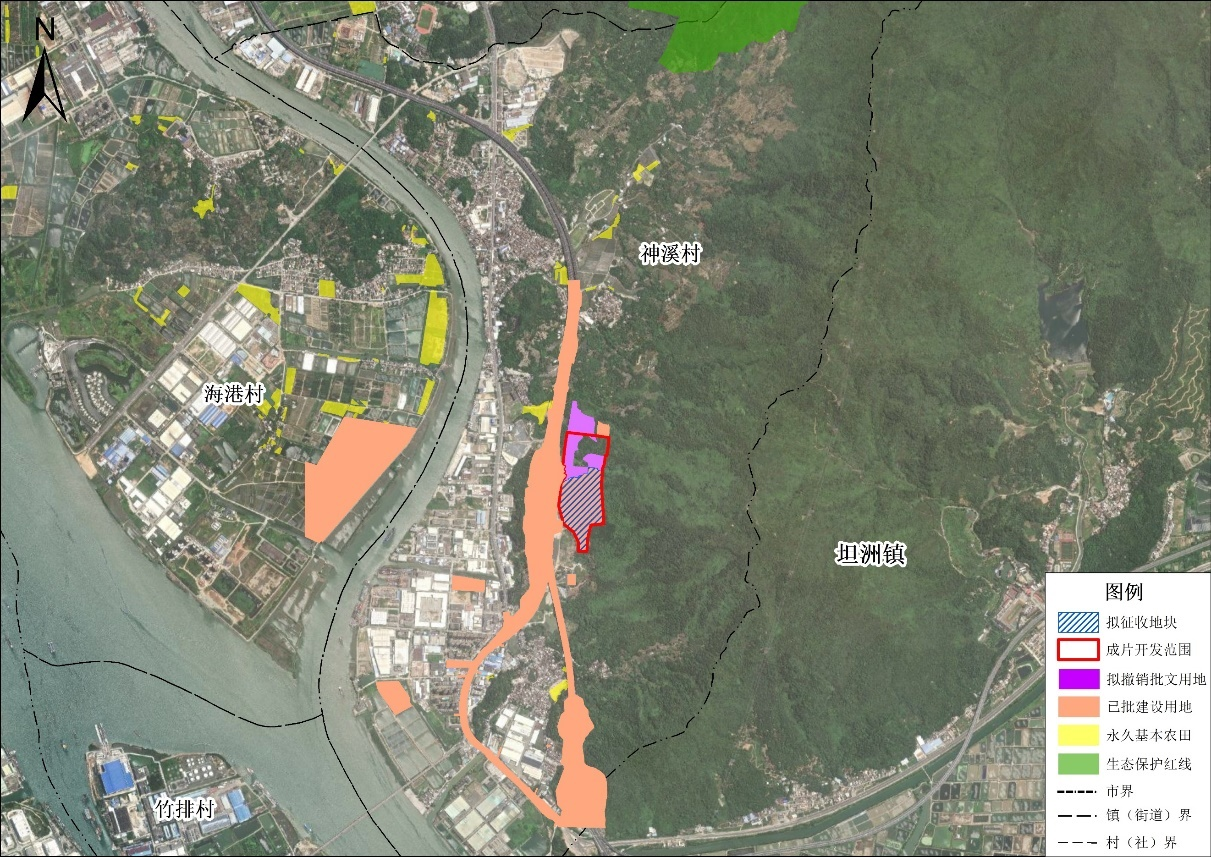 N
神溪村
海港村
坦洲镇
竹排村
图例
拟征收地块
成片开发范围
拟撤销批文用地
已批建设用地
永久基本农田
生态保护红线
市界
镇（街道）界
村（社）界